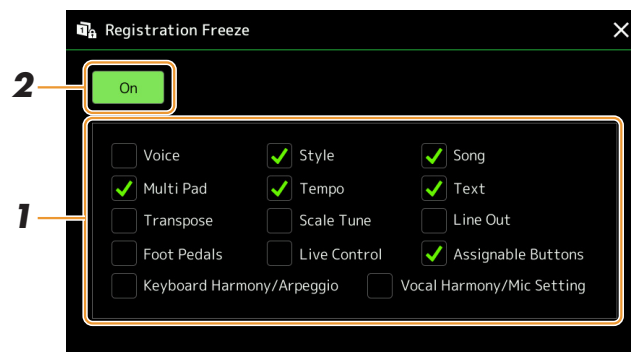 Registration Freeze
2
On
Voice Style Song
Multi Pad Tempo Text
1
Transpose Scale Tune Line Out
Foot Pedals Live Control Assignable Buttons
Keyboard Harmony/Arpeggio Vocal Harmony/Mic Setting